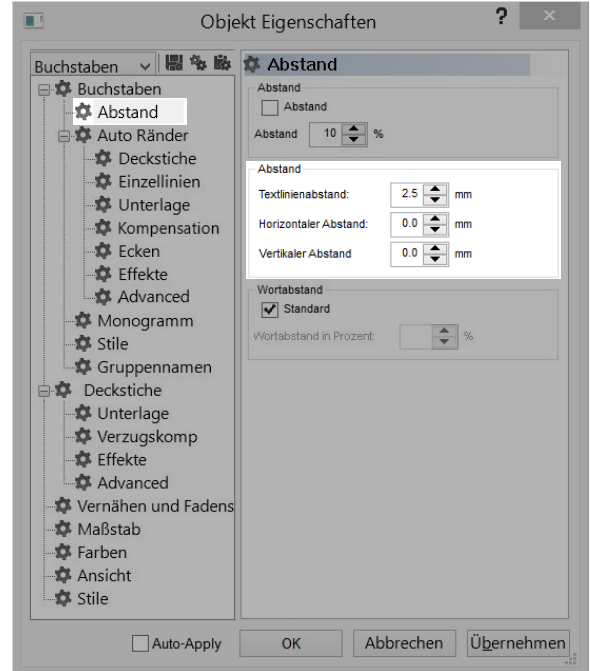 Objekt Eigenschaften
?
Buchstaben
Buchstaben
Abstand
Auto Ränder
Deckstiche
Einzellinien
Unterlage
Kompensation
Ecken
Effekte
Advanced
Monogramm
Stile
Gruppennamen
Deckstiche
Unterlage
Verzugskomp
Effekte
Advanced
Vernähen und Fadens
Maßstab
Farben
Ansicht
Stile
Abstand
Abstand
Abstand
Abstand 10 %
Abstand
Textlinienabstand: 2.5 mm
Horizontaler Abstand: 0.0 mm
Vertikaler Abstand 0.0 mm
Wortabstand
Standard
Wortabstand in Prozent: %
Auto-Apply OK Abbrechen Übernehmen